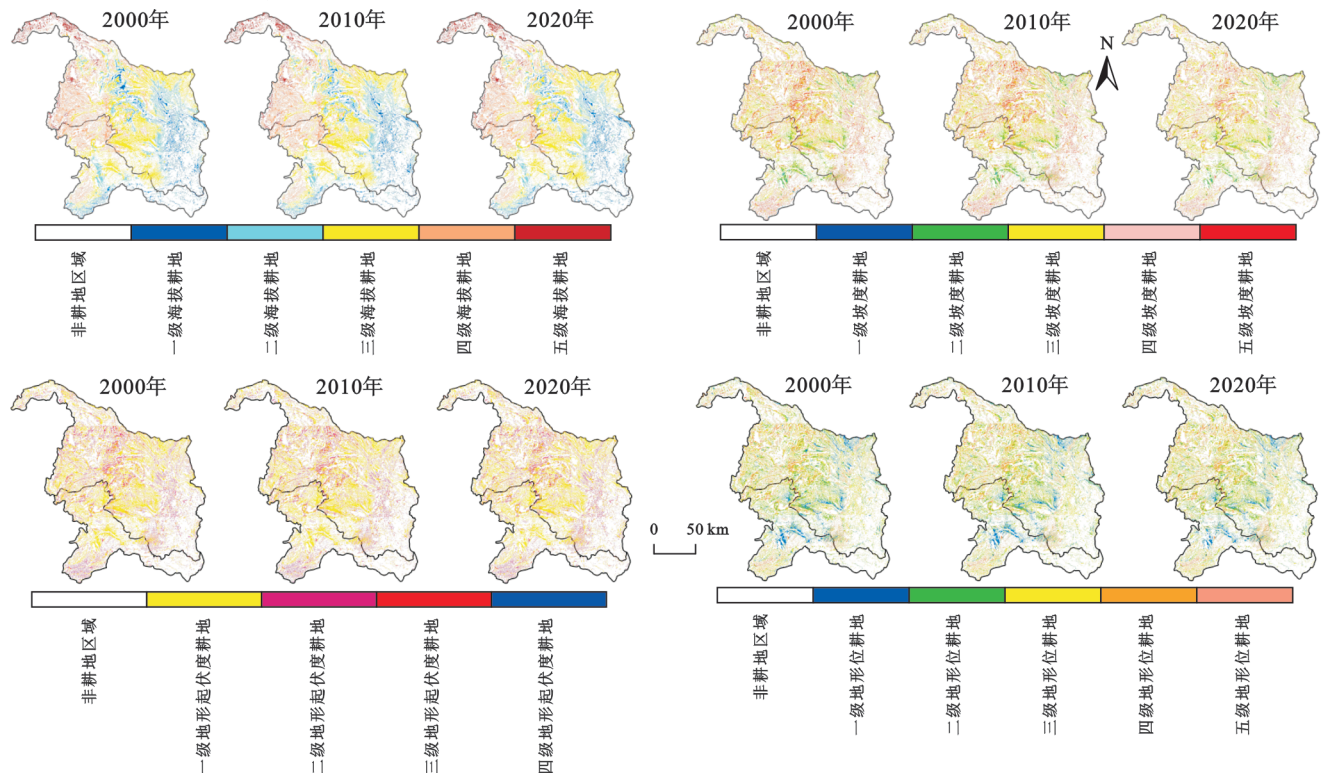 2000年
2010年
2020年
非耕地区域
一级海拔耕地
二级海拔耕地
三级海拔耕地
四级海拔耕地
五级海拔耕地
2000年
2010年
2020年
N
非耕地区域
一级坡度耕地
二级坡度耕地
三级坡度耕地
四级坡度耕地
五级坡度耕地
2000年
2010年
2020年
非耕地区域
一级地形起伏度耕地
二级地形起伏度耕地
三级地形起伏度耕地
四级地形起伏度耕地
0 50 km
2000年
2010年
2020年
非耕地区域
一级地形位耕地
二级地形位耕地
三级地形位耕地
四级地形位耕地
五级地形位耕地